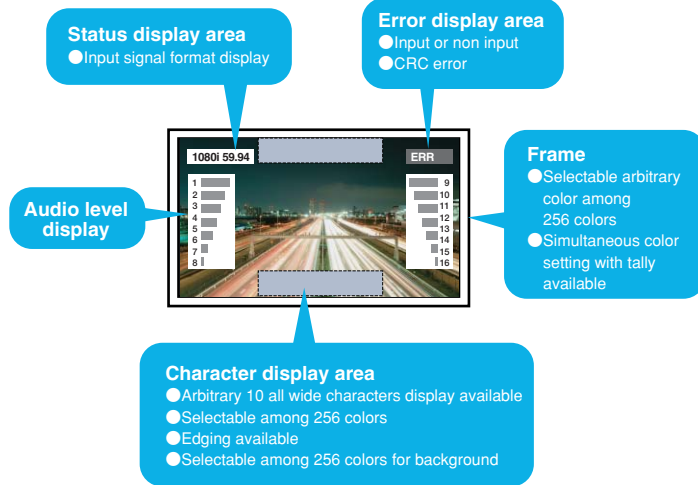 Status display area
●Input signal format display
Error display area
●Input or non input
●CRC error
1080i 59.94
ERR
1
2
3
4
5
6
7
8
9
10
11
12
13
14
15
16
Audio level
display
Frame
●Selectable arbitrary
color among
256 colors
●Simultaneous color
setting with tally
available
Character display area
●Arbitrary 10 all wide characters display available
●Selectable among 256 colors
●Edging available
●Selectable among 256 colors for background